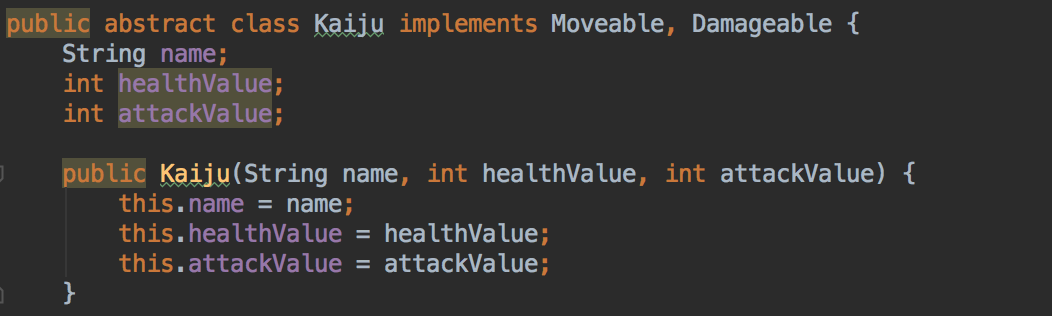 public abstract class Kaiju implements Moveable, Damageable {
    String name;
    int healthValue;
    int attackValue;

    public Kaiju(String name, int healthValue, int attackValue) {
        this.name = name;
        this.healthValue = healthValue;
        this.attackValue = attackValue;
    }